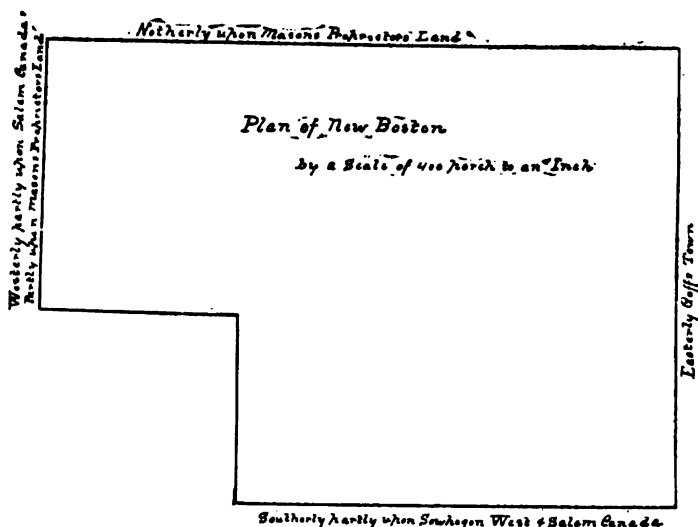 Notherly upon Masons Proprietors Land
Westerly partly upon Salem Canada
Partly upon Masons Proprietors Land
Plan of New Boston
by a Scale of 400 perch to an Inch
Easterly Goffs Town
Southerly partly upon Sowhegon West & Salem Canada